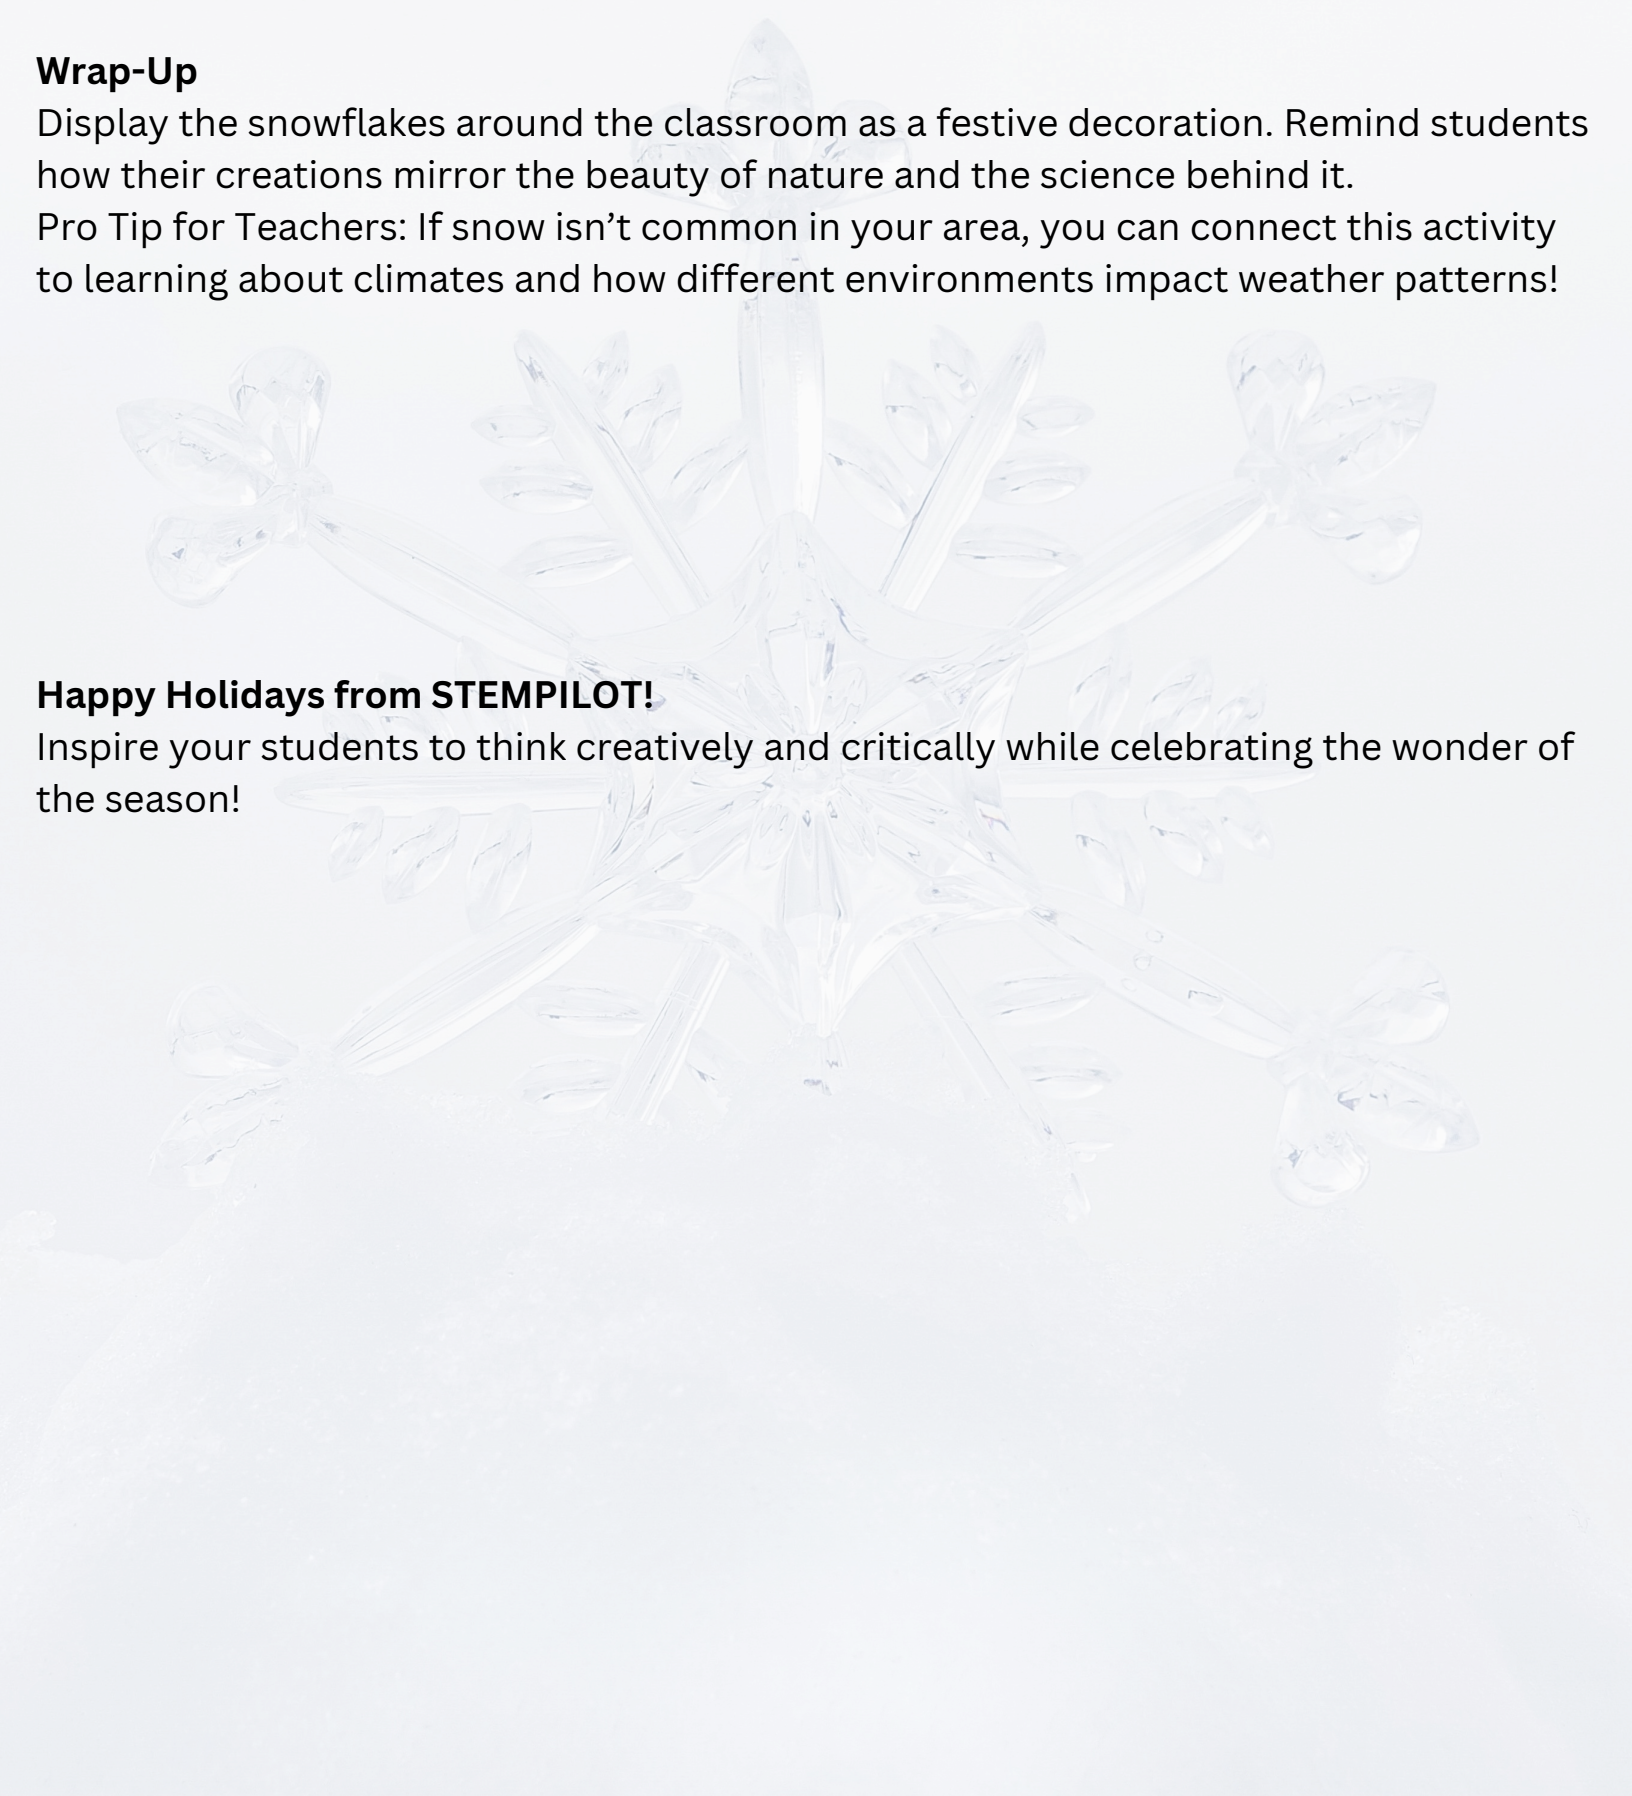 Wrap-Up
Display the snowflakes around the classroom as a festive decoration. Remind students
how their creations mirror the beauty of nature and the science behind it.
Pro Tip for Teachers: If snow isn’t common in your area, you can connect this activity
to learning about climates and how different environments impact weather patterns!
Happy Holidays from STEMPILOT!
Inspire your students to think creatively and critically while celebrating the wonder of
the season!